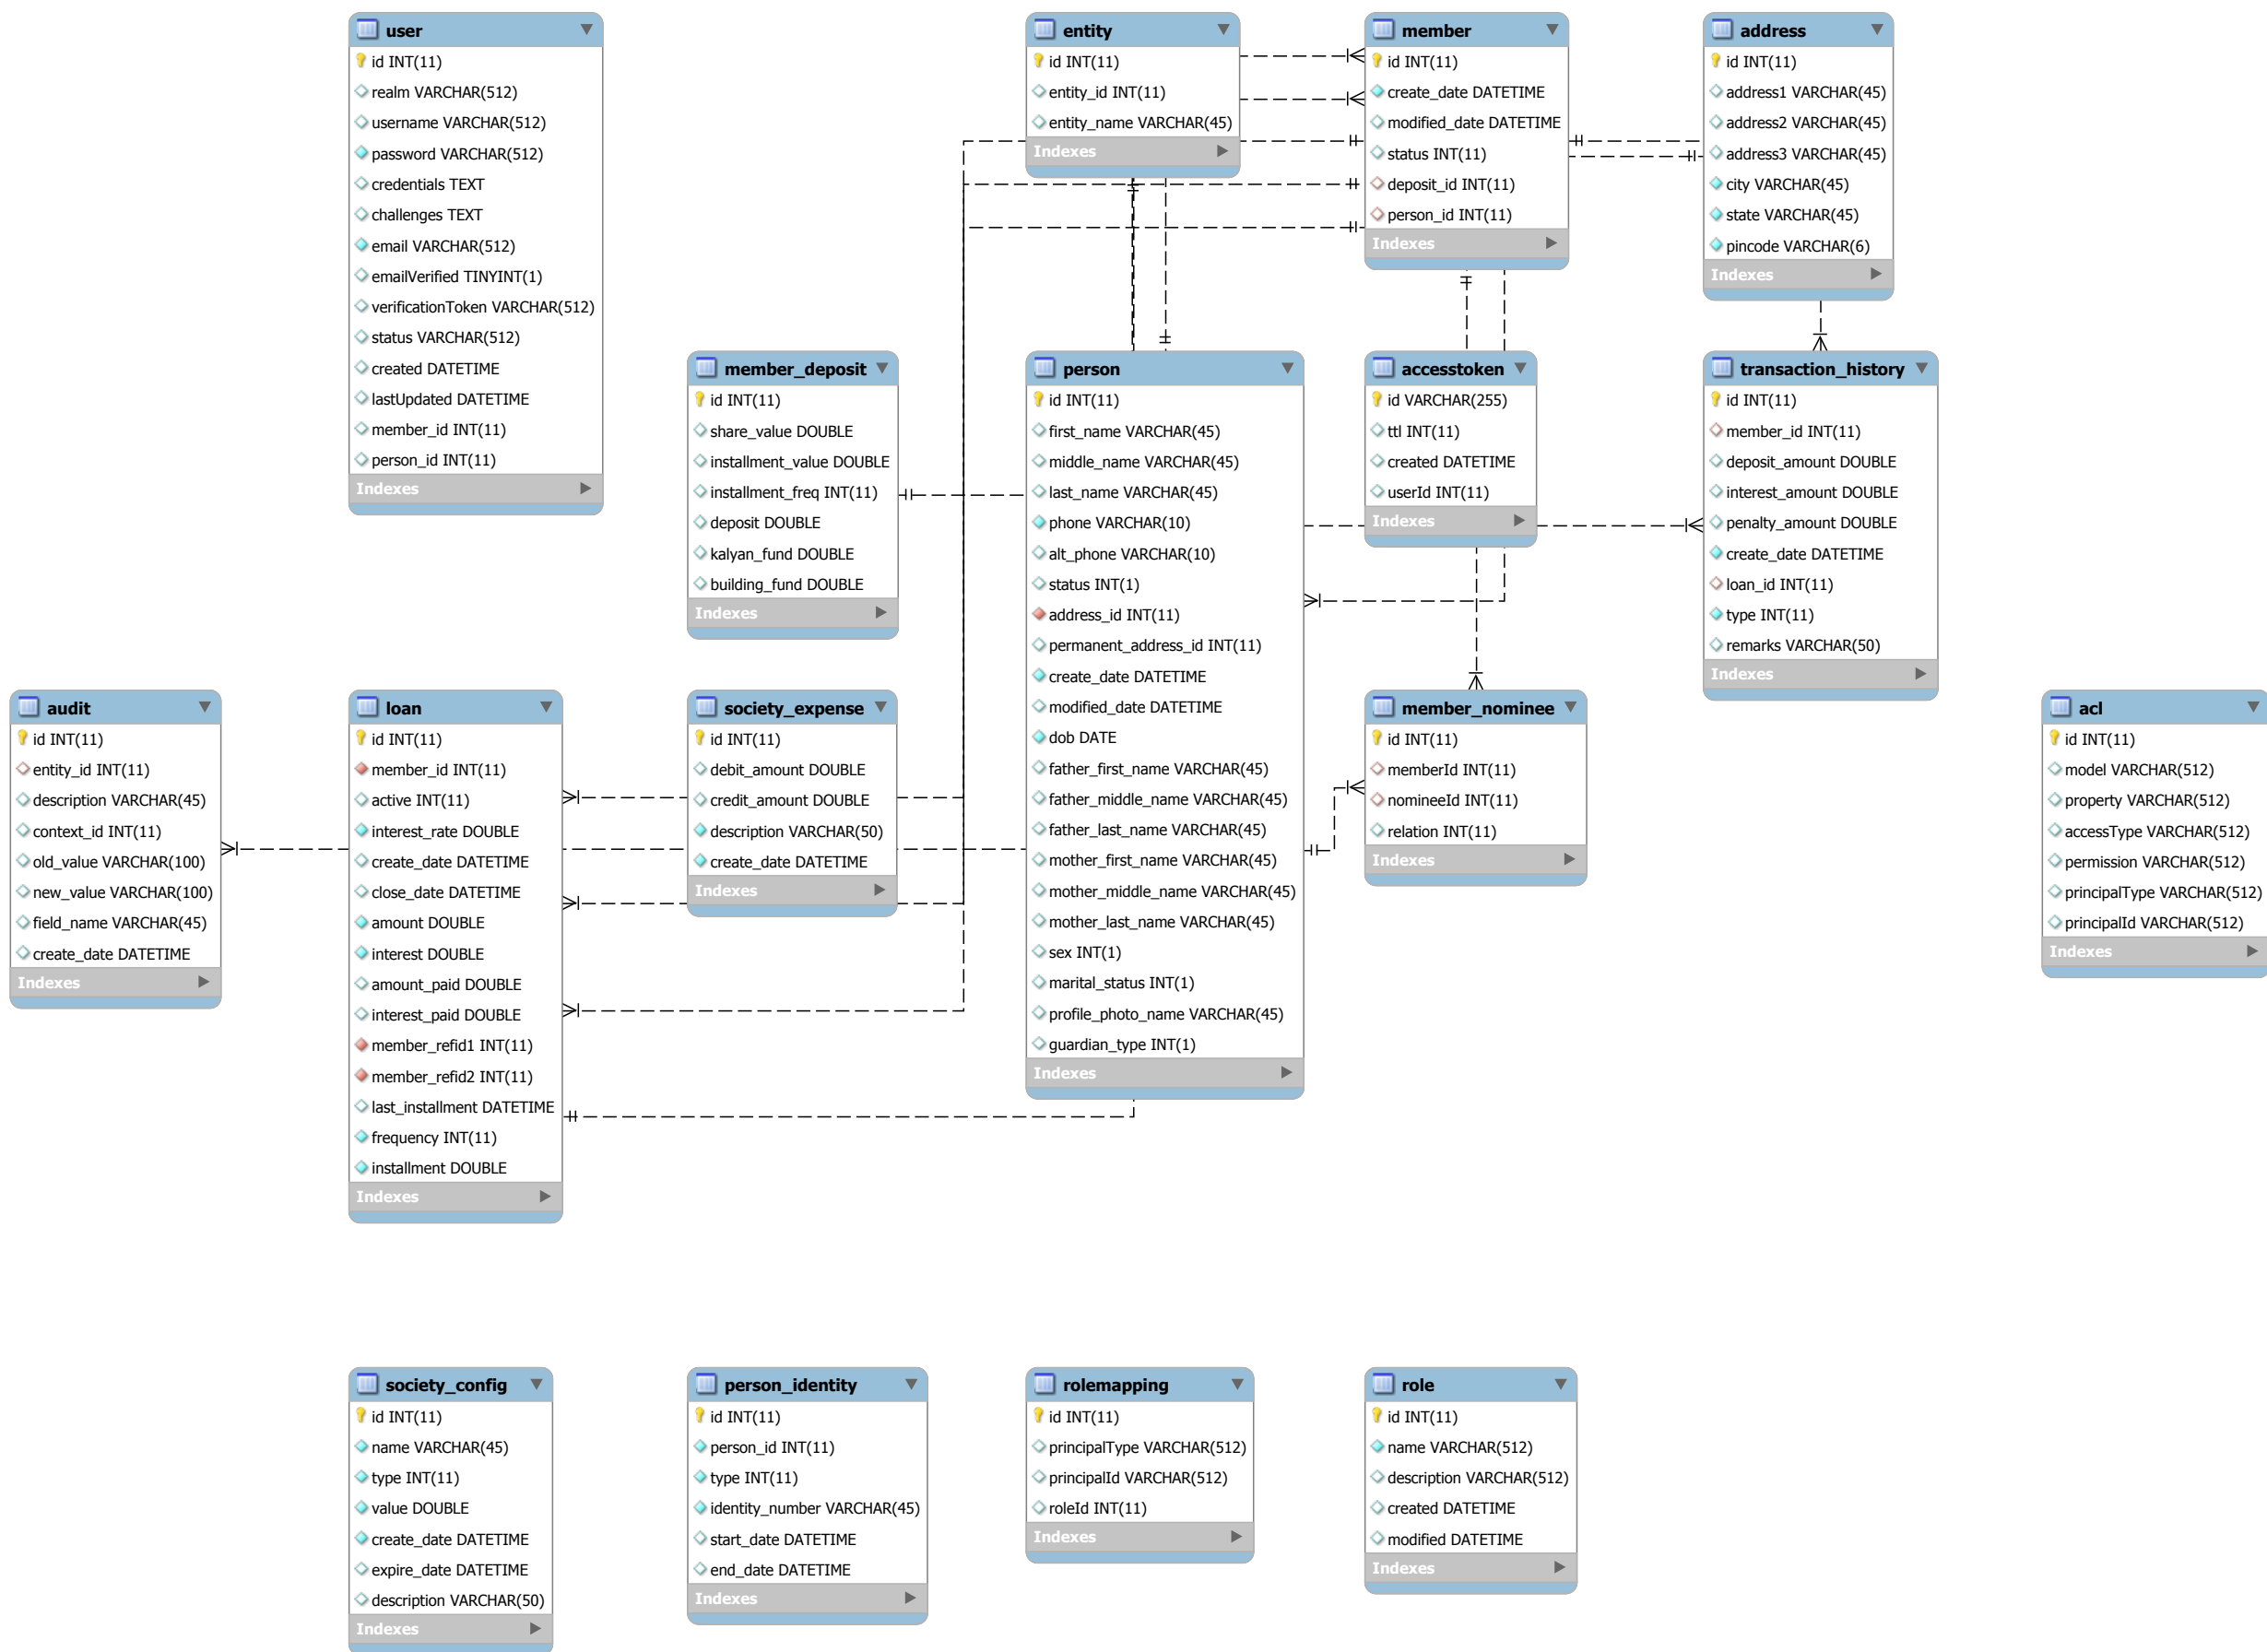 user
id INT(11)
realm VARCHAR(512)
username VARCHAR(512)
password VARCHAR(512)
credentials TEXT
challenges TEXT
email VARCHAR(512)
emailVerified TINYINT(1)
verificationToken VARCHAR(512)
status VARCHAR(512)
created DATETIME
lastUpdated DATETIME
member_id INT(11)
person_id INT(11)
Indexes
entity
id INT(11)
entity_id INT(11)
entity_name VARCHAR(45)
Indexes
member
id INT(11)
create_date DATETIME
modified_date DATETIME
status INT(11)
deposit_id INT(11)
person_id INT(11)
Indexes
address
id INT(11)
address1 VARCHAR(45)
address2 VARCHAR(45)
address3 VARCHAR(45)
city VARCHAR(45)
state VARCHAR(45)
pincode VARCHAR(6)
Indexes
member_deposit
id INT(11)
share_value DOUBLE
installment_value DOUBLE
installment_freq INT(11)
deposit DOUBLE
kalyan_fund DOUBLE
building_fund DOUBLE
Indexes
person
id INT(11)
first_name VARCHAR(45)
middle_name VARCHAR(45)
last_name VARCHAR(45)
phone VARCHAR(10)
alt_phone VARCHAR(10)
status INT(1)
address_id INT(11)
permanent_address_id INT(11)
create_date DATETIME
modified_date DATETIME
dob DATE
father_first_name VARCHAR(45)
father_middle_name VARCHAR(45)
father_last_name VARCHAR(45)
mother_first_name VARCHAR(45)
mother_middle_name VARCHAR(45)
mother_last_name VARCHAR(45)
sex INT(1)
marital_status INT(1)
profile_photo_name VARCHAR(45)
guardian_type INT(1)
Indexes
accesstoken
id VARCHAR(255)
ttl INT(11)
created DATETIME
userId INT(11)
Indexes
transaction_history
id INT(11)
member_id INT(11)
deposit_amount DOUBLE
interest_amount DOUBLE
penalty_amount DOUBLE
create_date DATETIME
loan_id INT(11)
type INT(11)
remarks VARCHAR(50)
Indexes
audit
id INT(11)
entity_id INT(11)
description VARCHAR(45)
context_id INT(11)
old_value VARCHAR(100)
new_value VARCHAR(100)
field_name VARCHAR(45)
create_date DATETIME
Indexes
loan
id INT(11)
member_id INT(11)
active INT(11)
interest_rate DOUBLE
create_date DATETIME
close_date DATETIME
amount DOUBLE
interest DOUBLE
amount_paid DOUBLE
interest_paid DOUBLE
member_refid1 INT(11)
member_refid2 INT(11)
last_installment DATETIME
frequency INT(11)
installment DOUBLE
Indexes
society_expense
id INT(11)
debit_amount DOUBLE
credit_amount DOUBLE
description VARCHAR(50)
create_date DATETIME
Indexes
member_nominee
id INT(11)
memberId INT(11)
nomineeId INT(11)
relation INT(11)
Indexes
acl
id INT(11)
model VARCHAR(512)
property VARCHAR(512)
accessType VARCHAR(512)
permission VARCHAR(512)
principalType VARCHAR(512)
principalId VARCHAR(512)
Indexes
society_config
id INT(11)
name VARCHAR(45)
type INT(11)
value DOUBLE
create_date DATETIME
expire_date DATETIME
description VARCHAR(50)
Indexes
person_identity
id INT(11)
person_id INT(11)
type INT(11)
identity_number VARCHAR(45)
start_date DATETIME
end_date DATETIME
Indexes
rolemapping
id INT(11)
principalType VARCHAR(512)
principalId VARCHAR(512)
roleId INT(11)
Indexes
role
id INT(11)
name VARCHAR(512)
description VARCHAR(512)
created DATETIME
modified DATETIME
Indexes